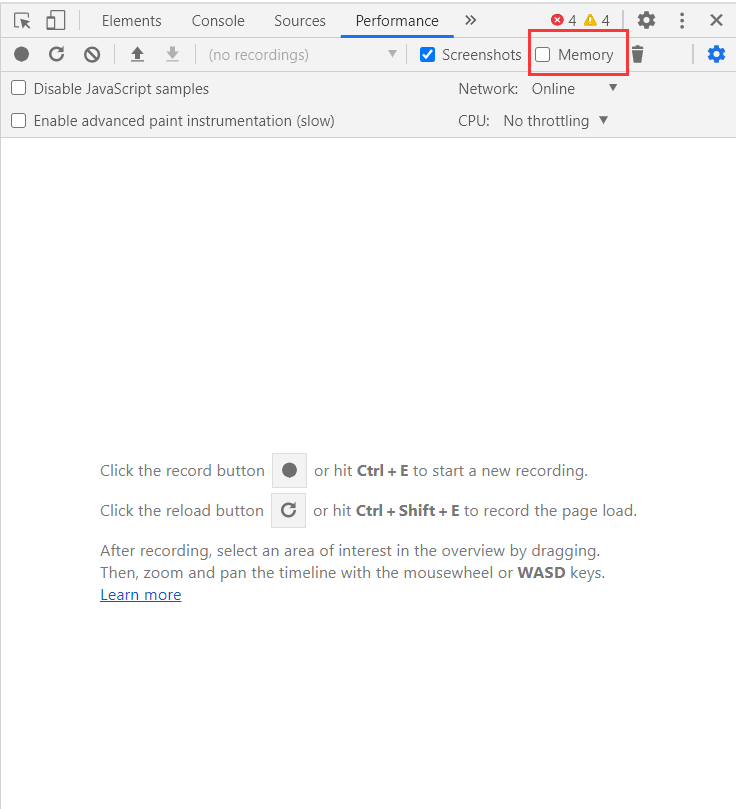 Elements Console Sources Performance 4 4
(no recordings) Screenshots Memory
Disable JavaScript samples Network: Online
Enable advanced paint instrumentation (slow) CPU: No throttling
Click the record button or hit Ctrl + E to start a new recording.
Click the reload button or hit Ctrl + Shift + E to record the page load.
After recording, select an area of interest in the overview by dragging.
Then, zoom and pan the timeline with the mousewheel or WASD keys.
Learn more